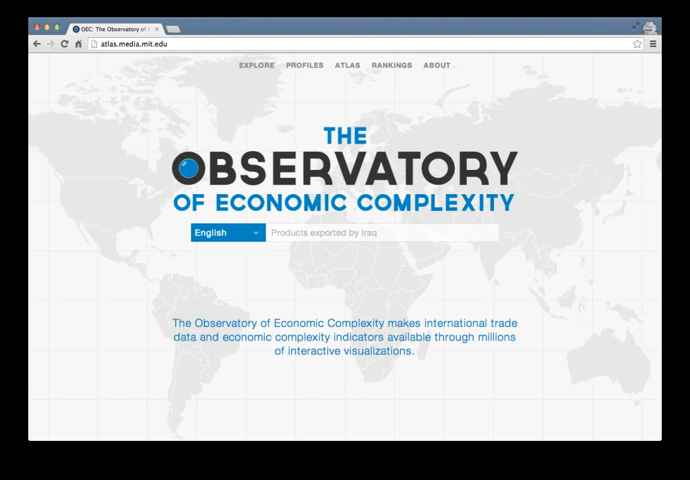 OEC: The Observatory of E
atlas.media.mit.edu
EXPLORE PROFILES ATLAS RANKINGS ABOUT
THE
OBSERVATORY
OF ECONOMIC COMPLEXITY
English Products exported by Iraq
The Observatory of Economic Complexity makes international trade
data and economic complexity indicators available through millions
of interactive visualizations.